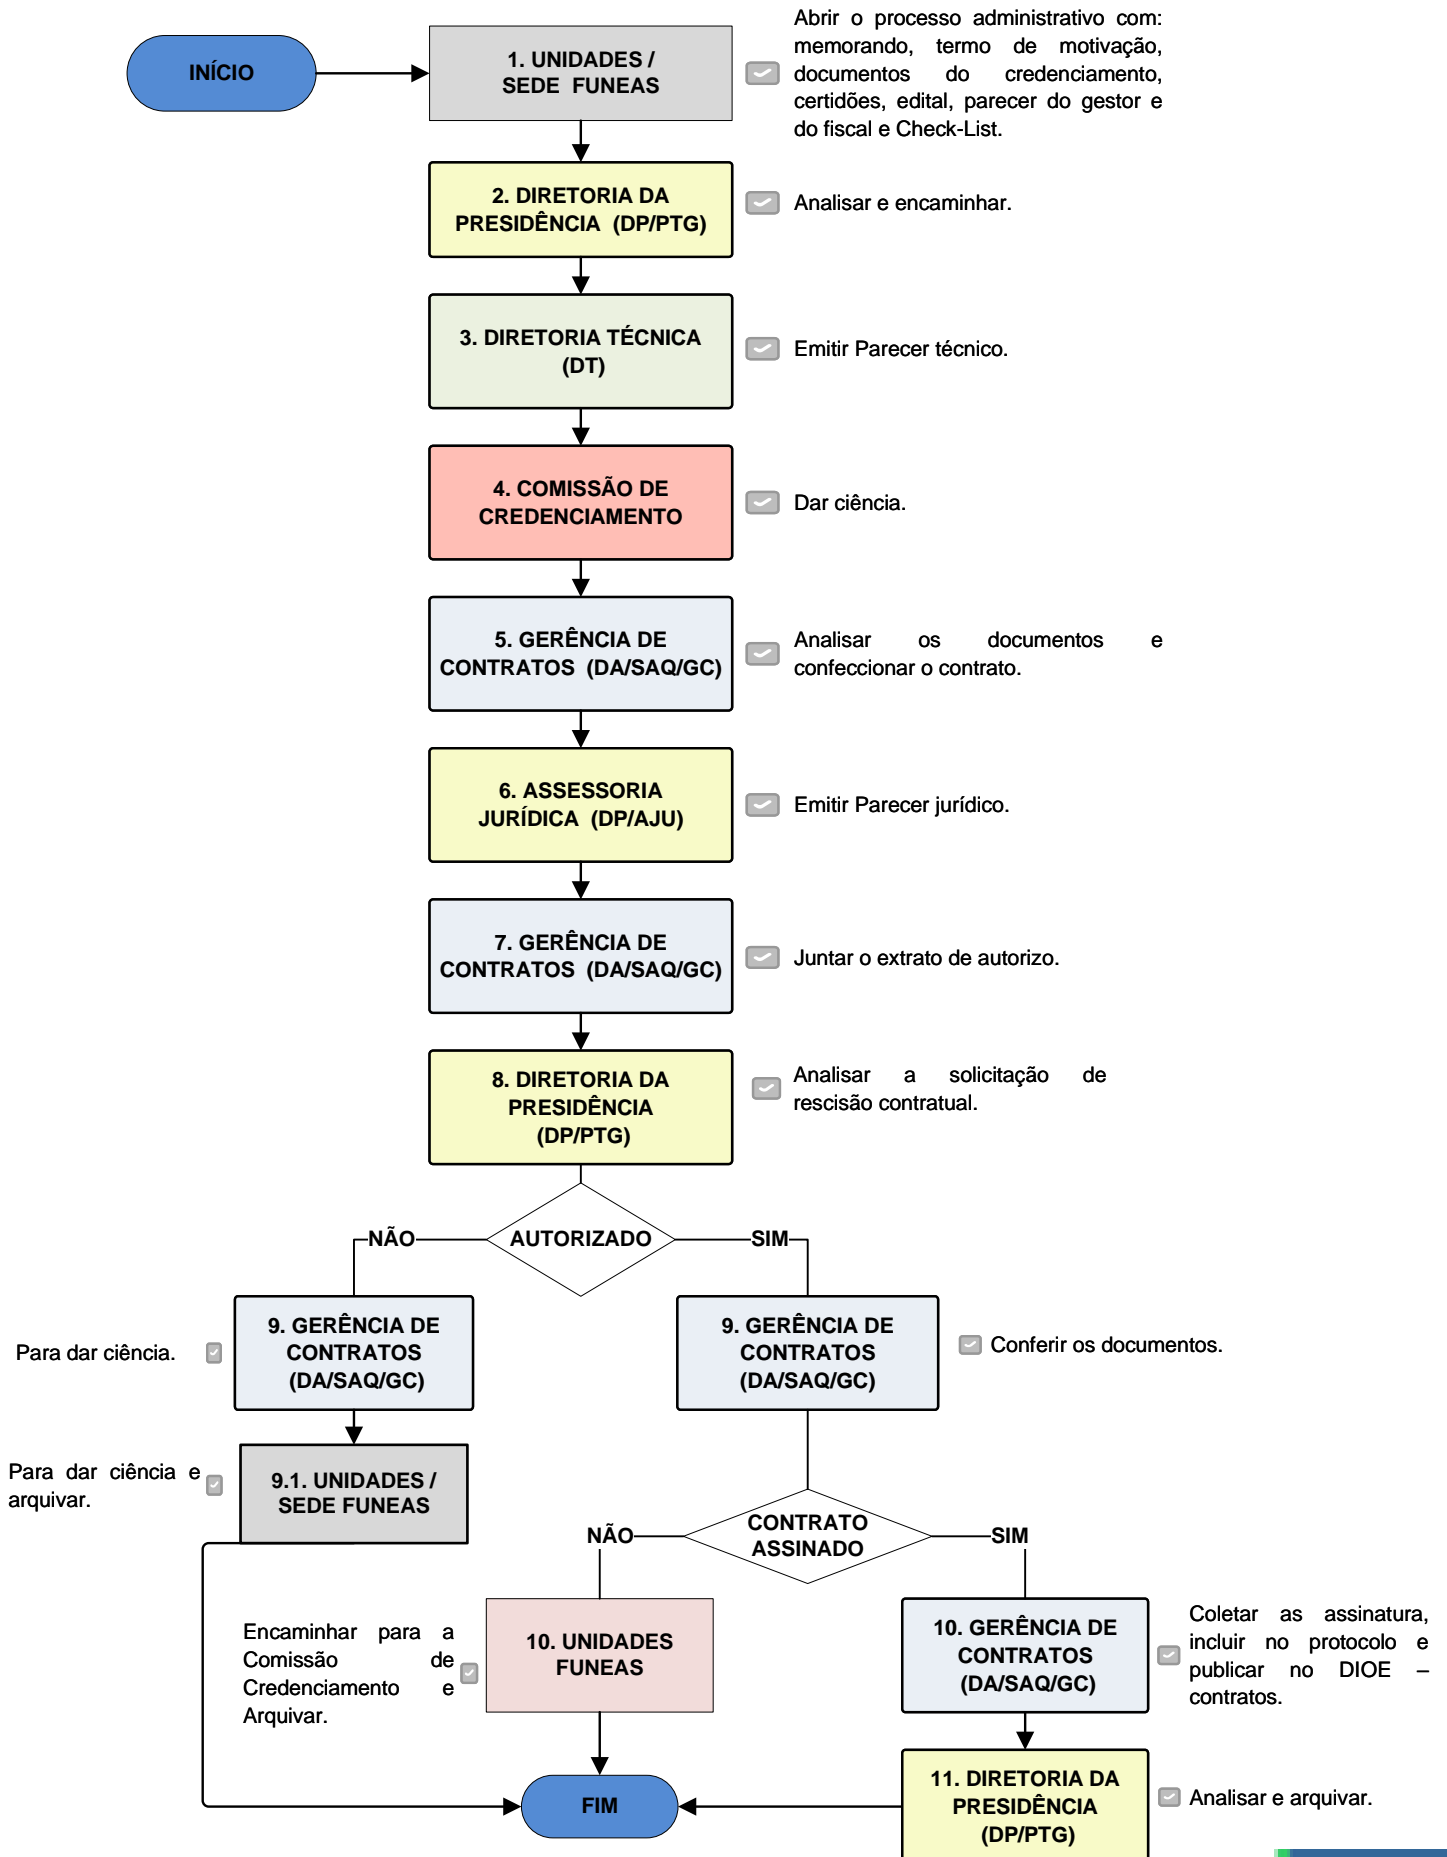 INÍCIO
1. UNIDADES /
SEDE FUNEAS
Abrir o processo administrativo com:
memorando, termo de motivação,
documentos do credenciamento,
certidões, edital, parecer do gestor e
do fiscal e Check-List.
2. DIRETORIA DA
PRESIDÊNCIA (DP/PTG)
Analisar e encaminhar.
3. DIRETORIA TÉCNICA
(DT)
Emitir Parecer técnico.
4. COMISSÃO DE
CREDENCIAMENTO
Dar ciência.
5. GERÊNCIA DE
CONTRATOS (DA/SAQ/GC)
Analisar os documentos e
confeccionar o contrato.
6. ASSESSORIA
JURÍDICA (DP/AJU)
Emitir Parecer jurídico.
7. GERÊNCIA DE
CONTRATOS (DA/SAQ/GC)
Juntar o extrato de autorizo.
8. DIRETORIA DA
PRESIDÊNCIA
(DP/PTG)
Analisar a solicitação de
rescisão contratual.
NÃO
AUTORIZADO
SIM
Para dar ciência.
9. GERÊNCIA DE
CONTRATOS
(DA/SAQ/GC)
9. GERÊNCIA DE
CONTRATOS
(DA/SAQ/GC)
Conferir os documentos.
Para dar ciência e
arquivar.
9.1. UNIDADES /
SEDE FUNEAS
NÃO
CONTRATO
ASSINADO
SIM
Encaminhar para a
Comissão de
Credenciamento e
Arquivar.
10. UNIDADES
FUNEAS
10. GERÊNCIA DE
CONTRATOS
(DA/SAQ/GC)
Coletar as assinatura,
incluir no protocolo e
publicar no DIOE –
contratos.
FIM
11. DIRETORIA DA
PRESIDÊNCIA
(DP/PTG)
Analisar e arquivar.